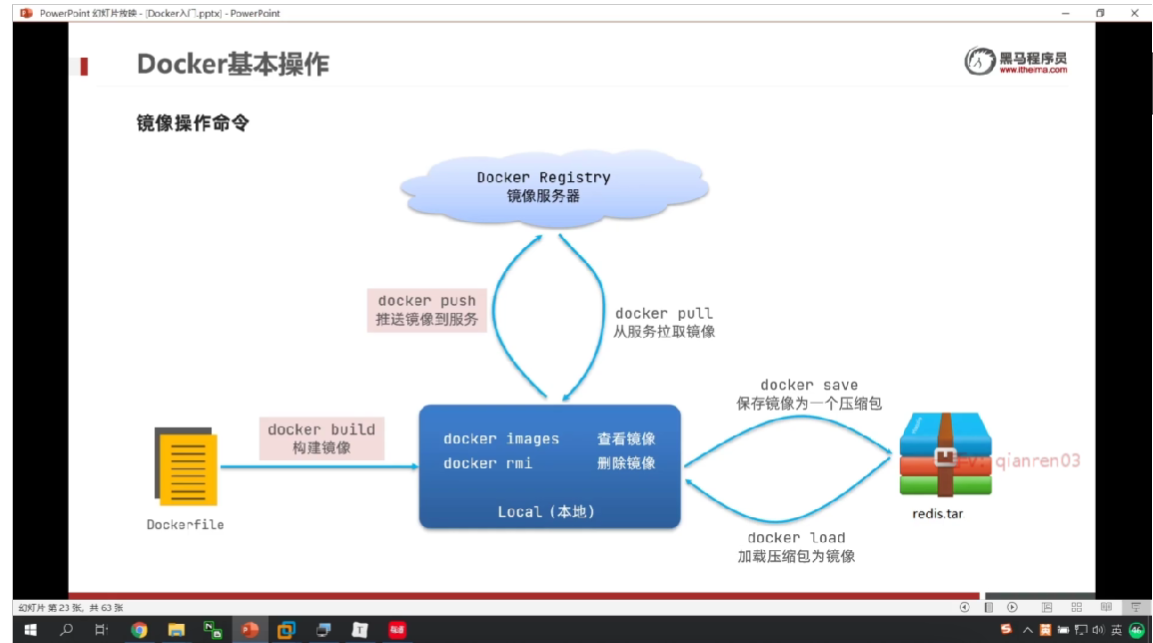 PowerPoint 幻灯片放映 - [Docker入门.pptx] - PowerPoint
Docker基本操作
黑马程序员
www.itheima.com
镜像操作命令
Docker Registry
镜像服务器
docker push
推送镜像到服务
docker pull
从服务拉取镜像
docker save
保存镜像为一个压缩包
docker build
构建镜像
docker images 查看镜像
docker rmi 删除镜像
Local（本地）
Dockerfile
qianren03
redis.tar
docker load
加载压缩包为镜像
幻灯片 第 23 张, 共 63 张
英
46